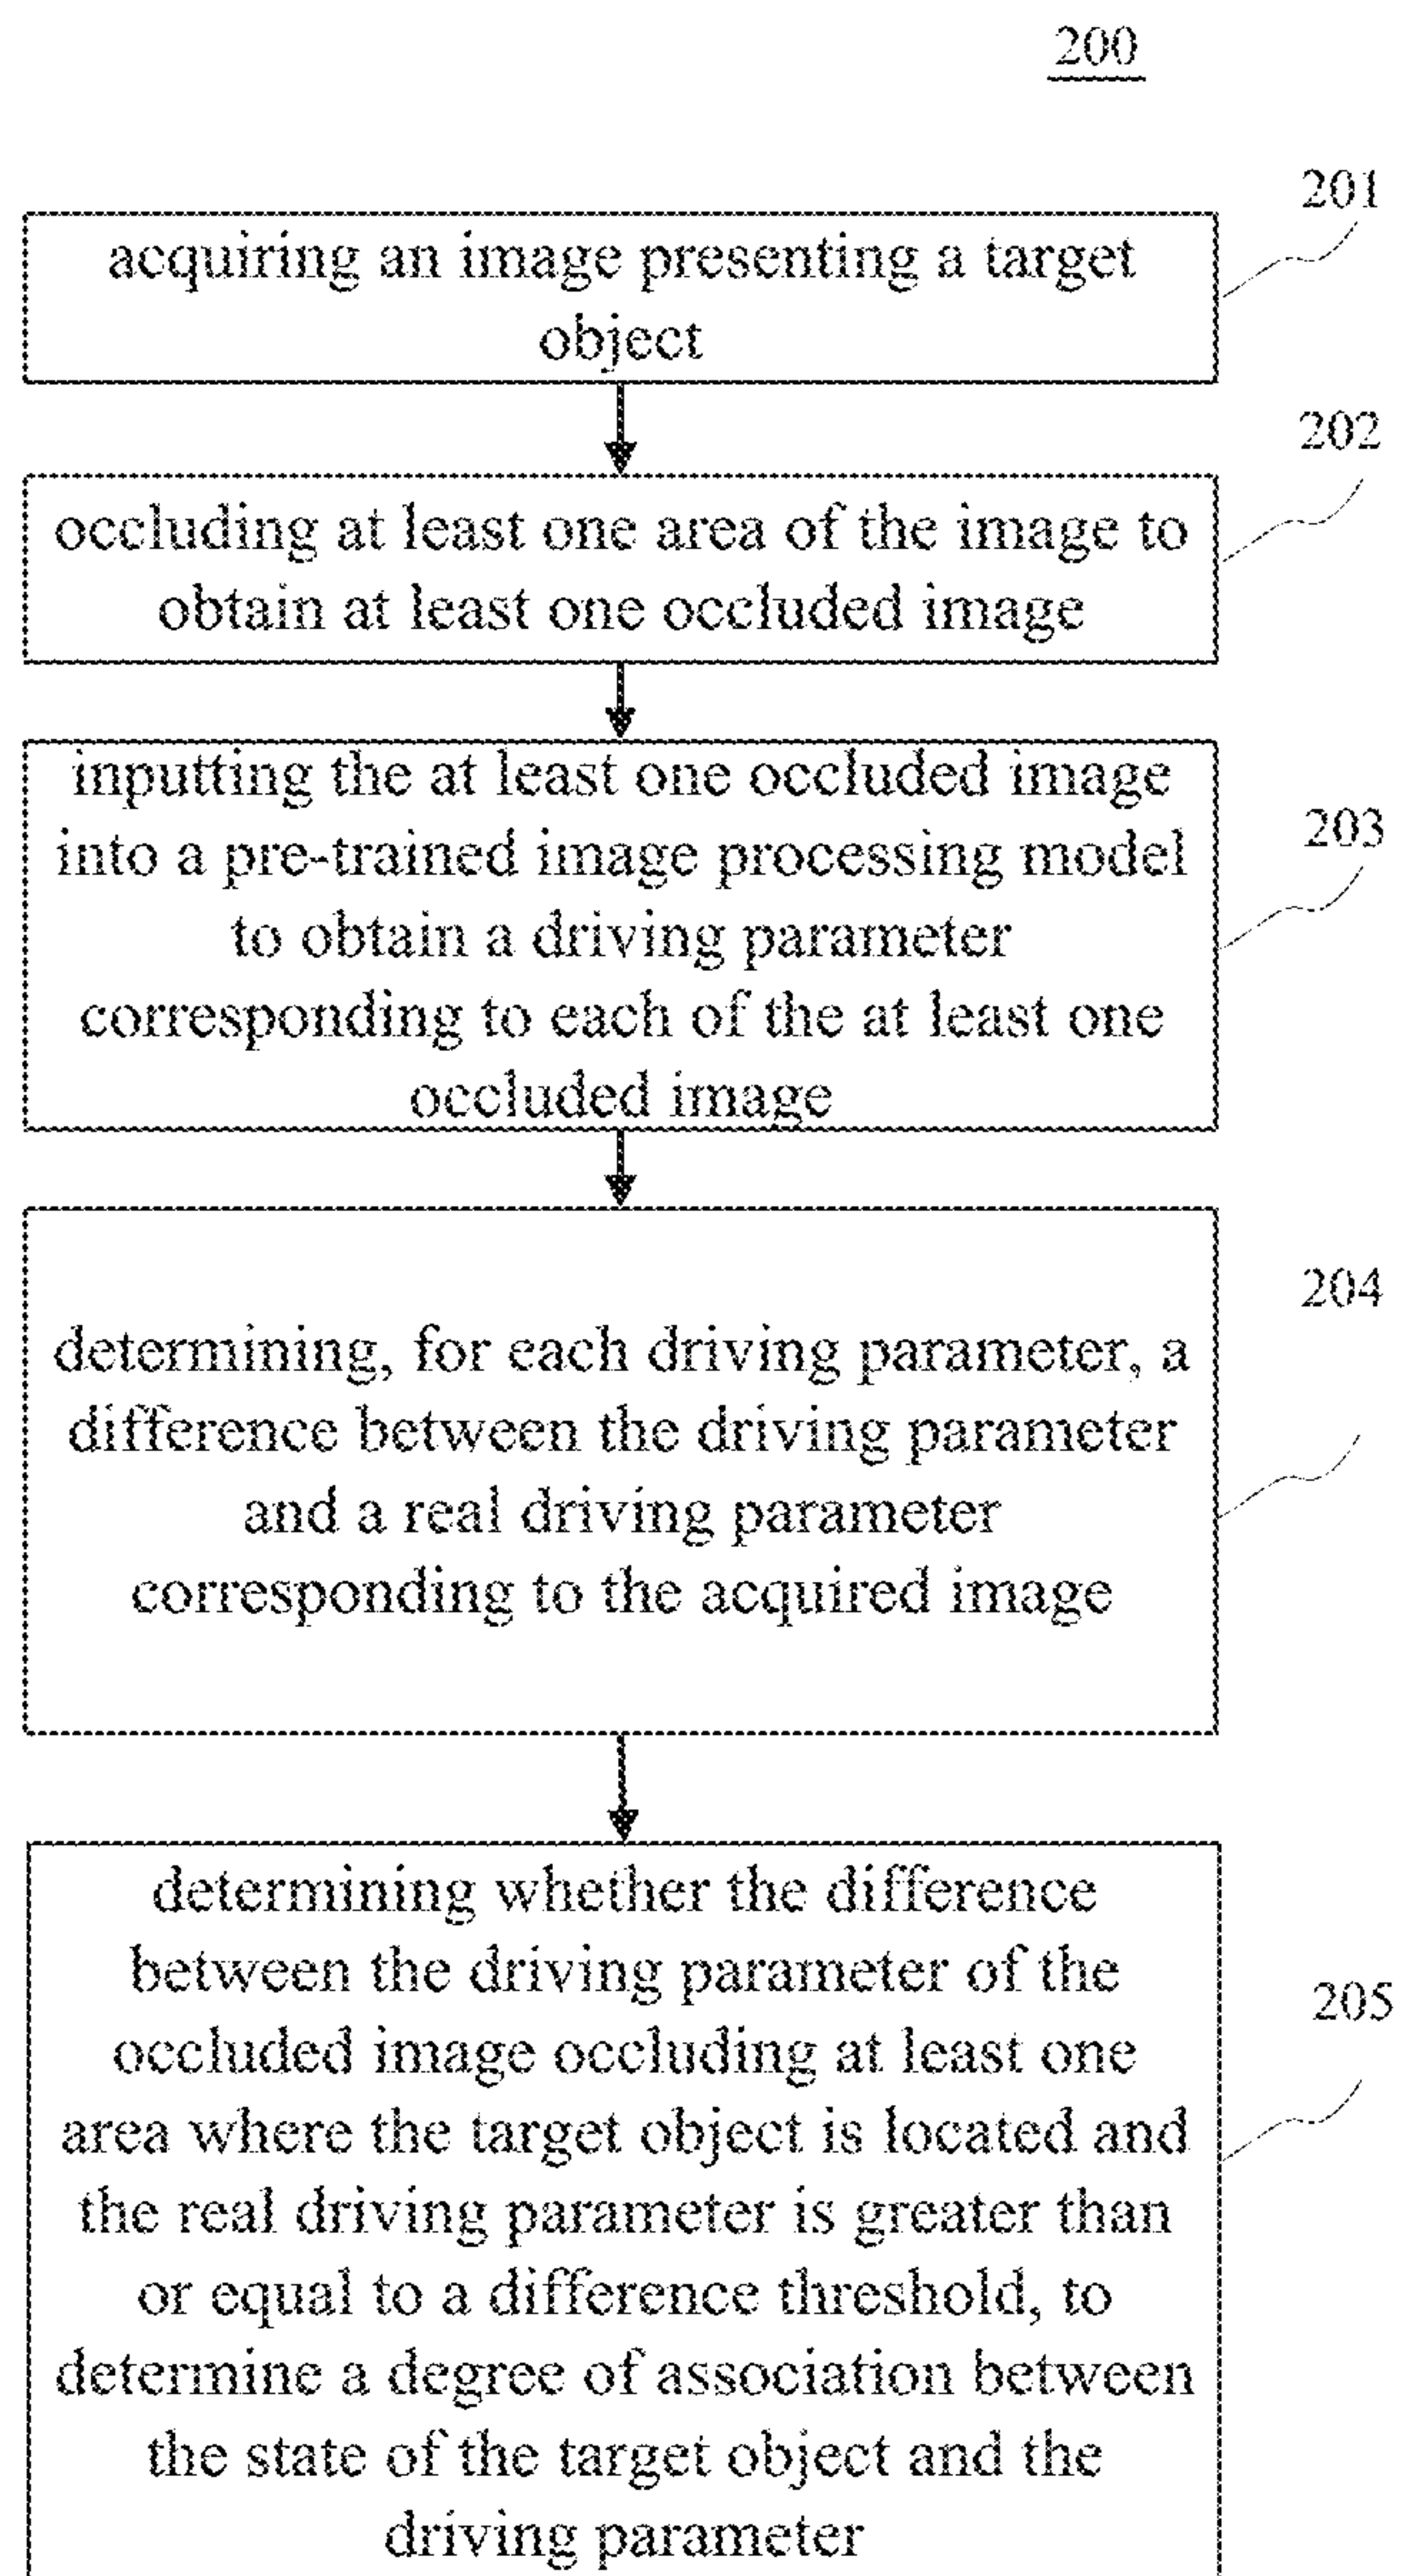 200
201
acquiring an image presenting a target
object
202
occluding at least one area of the image to
obtain at least one occluded image
203
inputting the at least one occluded image
into a pre-trained image processing model
to obtain a driving parameter
corresponding to each of the at least one
occluded image
204
determining, for each driving parameter, a
difference between the driving parameter
and a real driving parameter
corresponding to the acquired image
205
determining whether the difference
between the driving parameter of the
occluded image occluding at least one
area where the target object is located and
the real driving parameter is greater than
or equal to a difference threshold, to
determine a degree of association between
the state of the target object and the
driving parameter